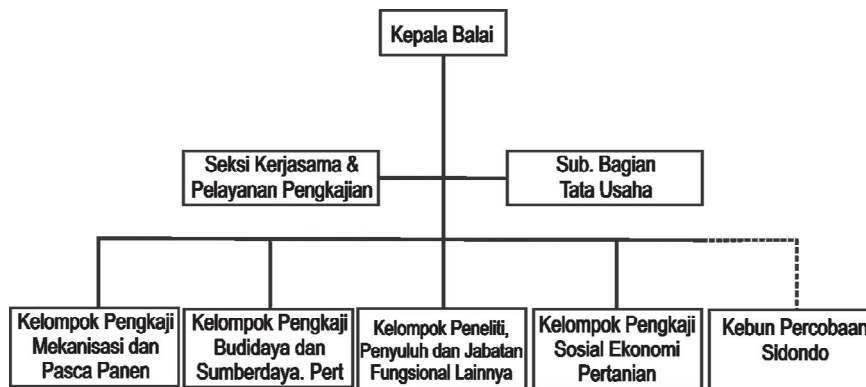 Kepala Balai
Seksi Kerjasama &
Pelayanan Pengkajian
Sub. Bagian
Tata Usaha
Kelompok Pengkaji
Mekanisasi dan
Pasca Panen
Kelompok Pengkaji
Budidaya dan
Sumberdaya. Pert
Kelompok Peneliti,
Penyuluh dan Jabatan
Fungsional Lainnya
Kelompok Pengkaji
Sosial Ekonomi
Pertanian
Kebun Percobaan
Sidondo